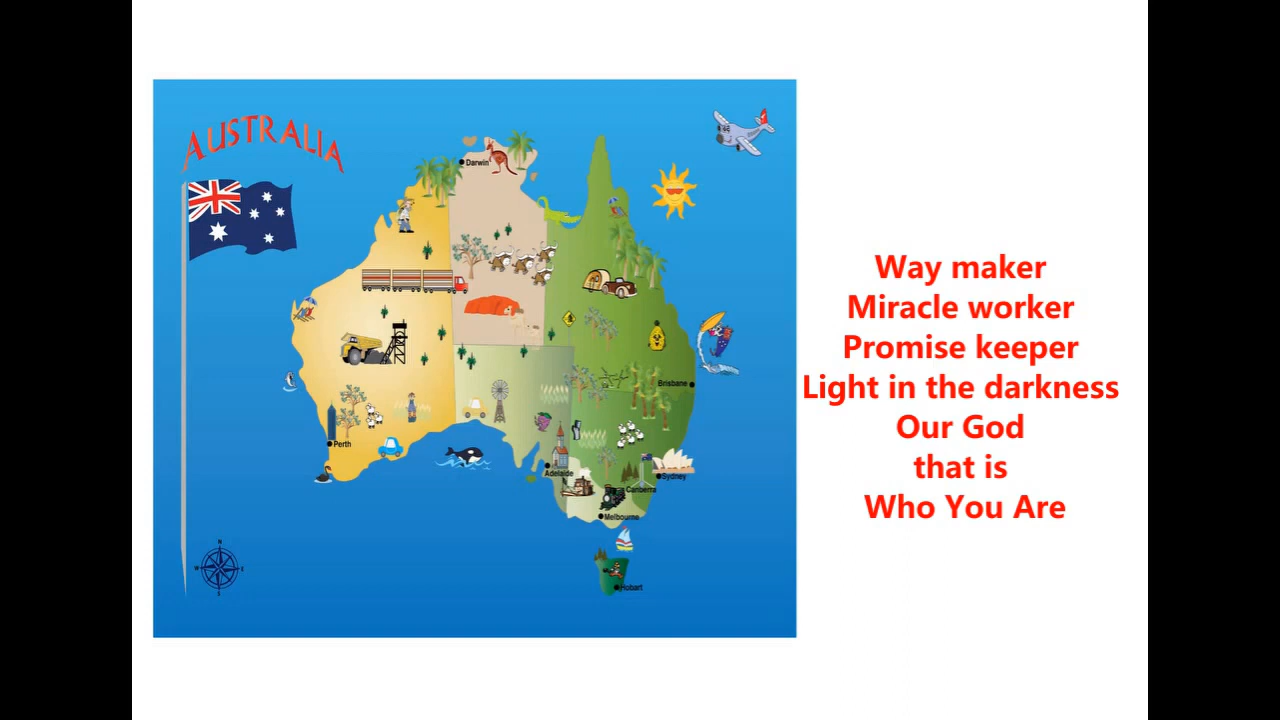 AUSTRALIA
Darwin
Brisbane
Perth
Adelaide
Sydney
Canberra
Melbourne
Hobart
N
W
E
S
Way maker
Miracle worker
Promise keeper
Light in the darkness
Our God
that is
Who You Are